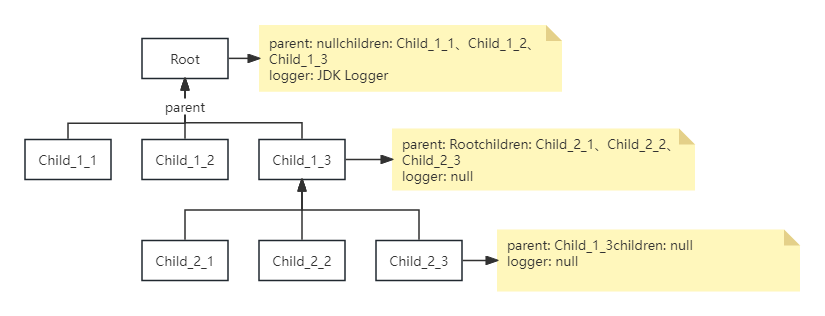 Root
parent: nullchildren: Child_1_1、Child_1_2、
Child_1_3
logger: JDK Logger
parent
Child_1_1
Child_1_2
Child_1_3
parent: Rootchildren: Child_2_1、Child_2_2、
Child_2_3
logger: null
Child_2_1
Child_2_2
Child_2_3
parent: Child_1_3children: null
logger: null